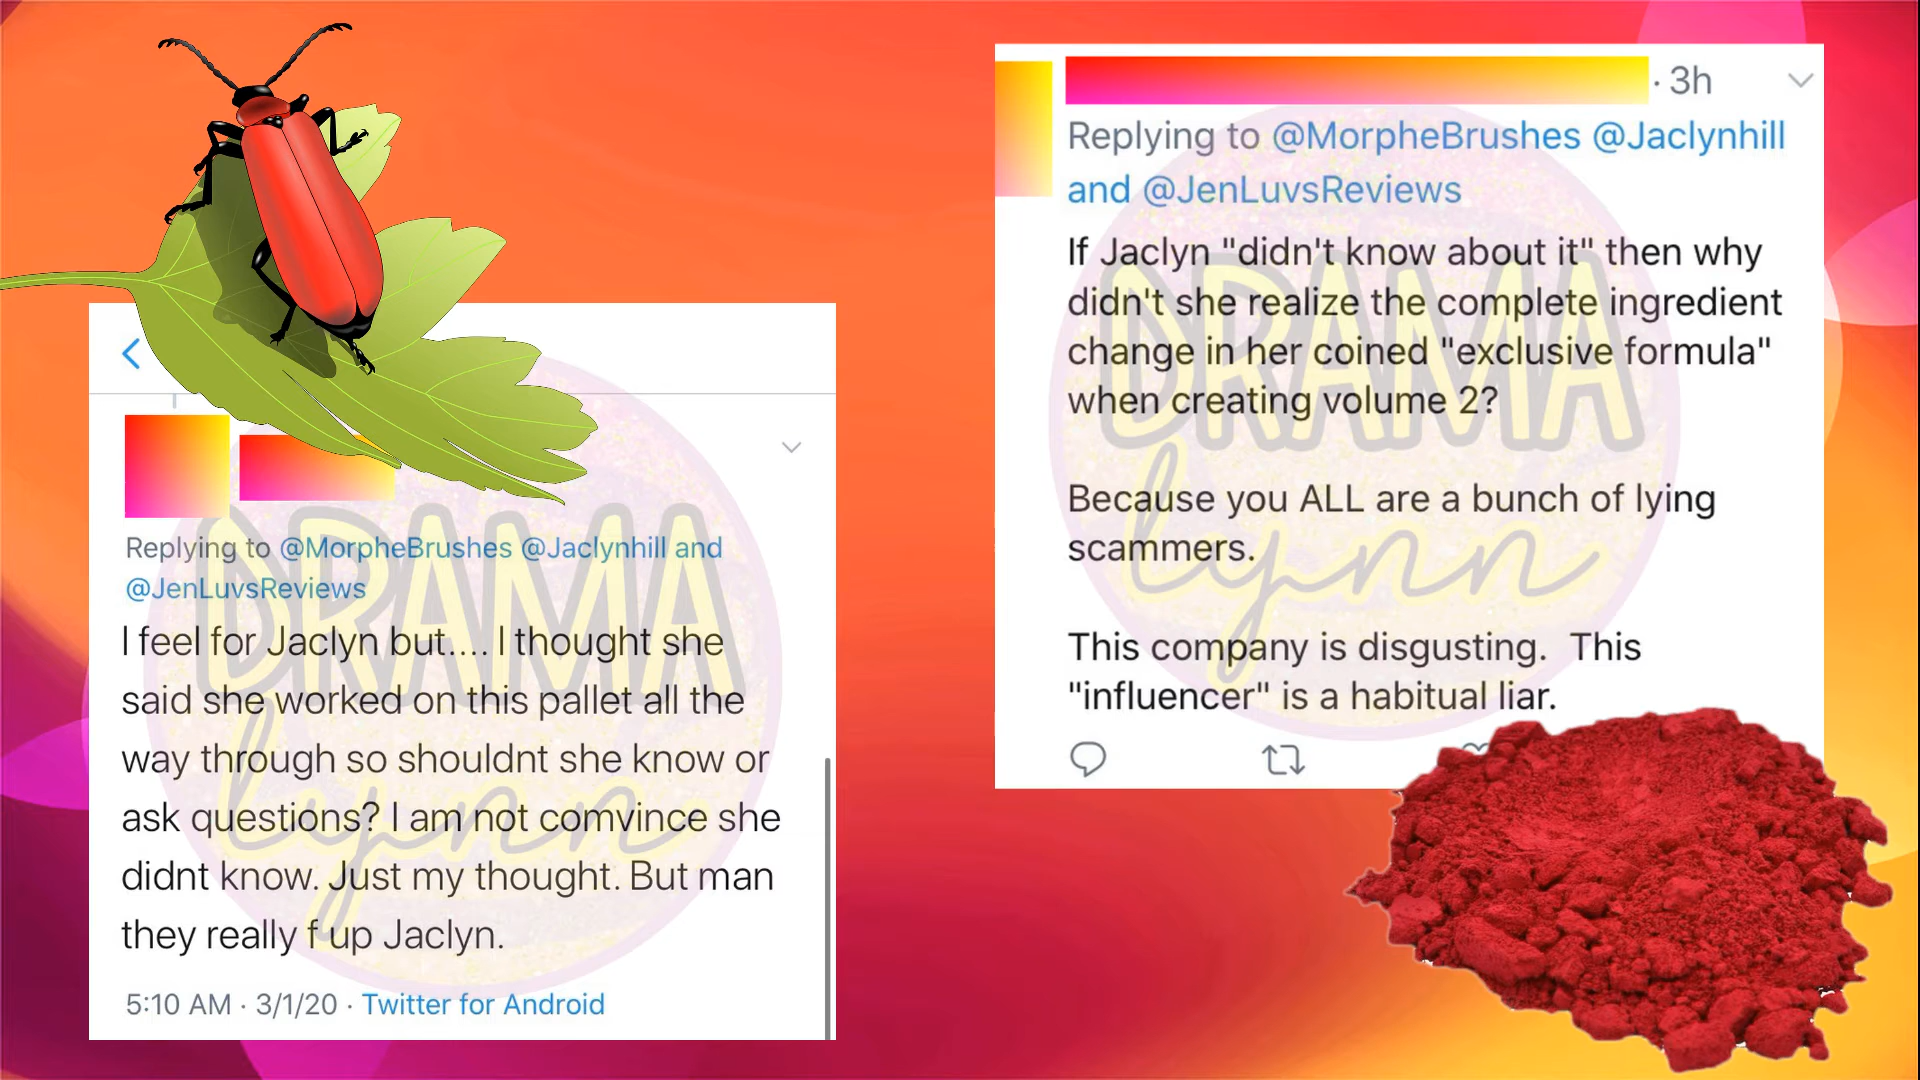 Replying to @MorpheBrushes @Jaclynhill and
@JenLuvsReviews
I feel for Jaclyn but.... I thought she
said she worked on this pallet all the
way through so shouldnt she know or
ask questions? I am not comvince she
didnt know. Just my thought. But man
they really f up Jaclyn.
5:10 AM · 3/1/20 · Twitter for Android
DRAMA
lynn
· 3h
Replying to @MorpheBrushes @Jaclynhill
and @JenLuvsReviews
If Jaclyn "didn't know about it" then why
didn't she realize the complete ingredient
change in her coined "exclusive formula"
when creating volume 2?
Because you ALL are a bunch of lying
scammers.
This company is disgusting.  This
"influencer" is a habitual liar.
DRAMA
lynn